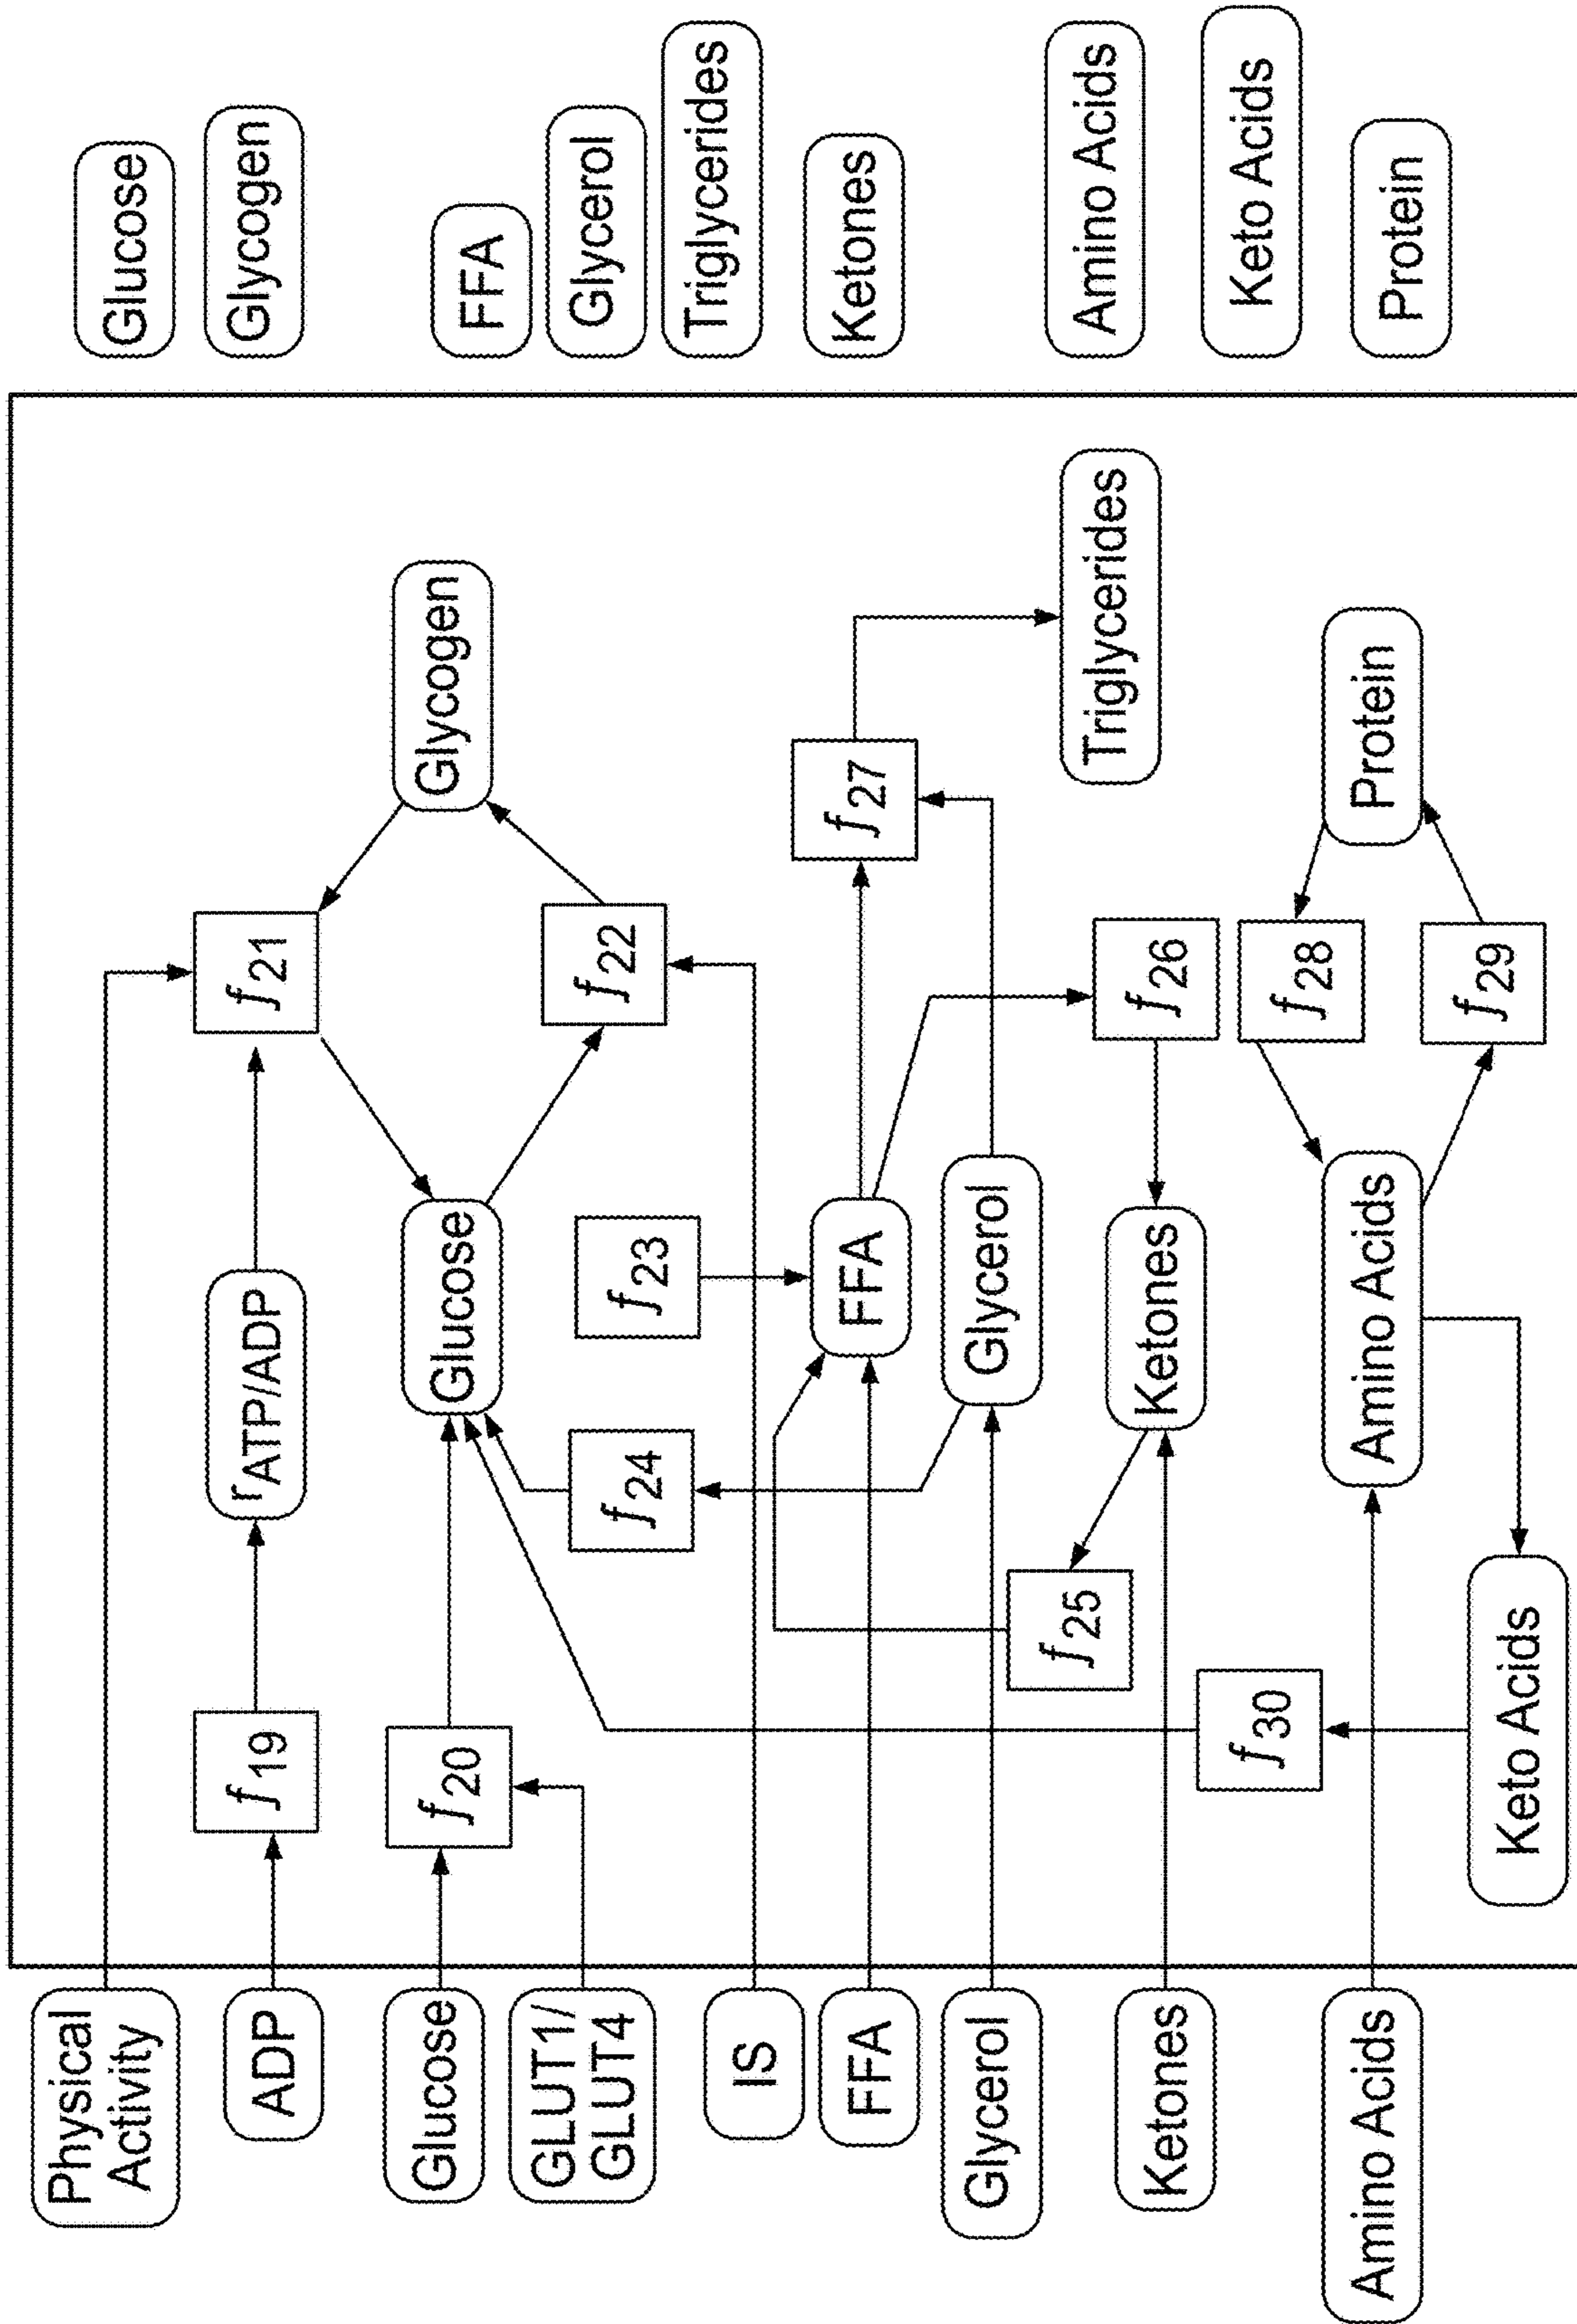 Physical
Activity
ADP
Glucose
GLUT1/
GLUT4
IS
FFA
Glycerol
Ketones
Amino Acids
f19
rATP/ADP
f21
f20
Glucose
Glycogen
f22
f24
f23
FFA
f27
Glycerol
Triglycerides
f25
Ketones
f26
f30
f28
Amino Acids
Protein
f29
Keto Acids
Glucose
Glycogen
FFA
Glycerol
Triglycerides
Ketones
Amino Acids
Keto Acids
Protein